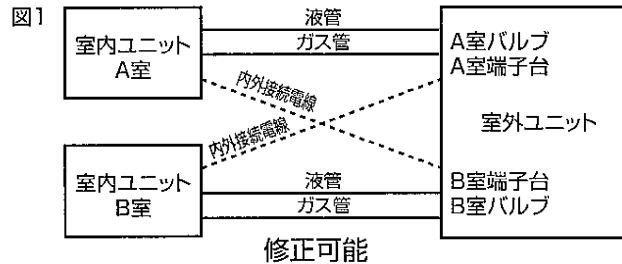 図1
液管
ガス管
室内ユニット
A室
A室バルブ
A室端子台
内外接続電線
内外接続電線
室外ユニット
室内ユニット
B室
液管
ガス管
B室端子台
B室バルブ
修正可能